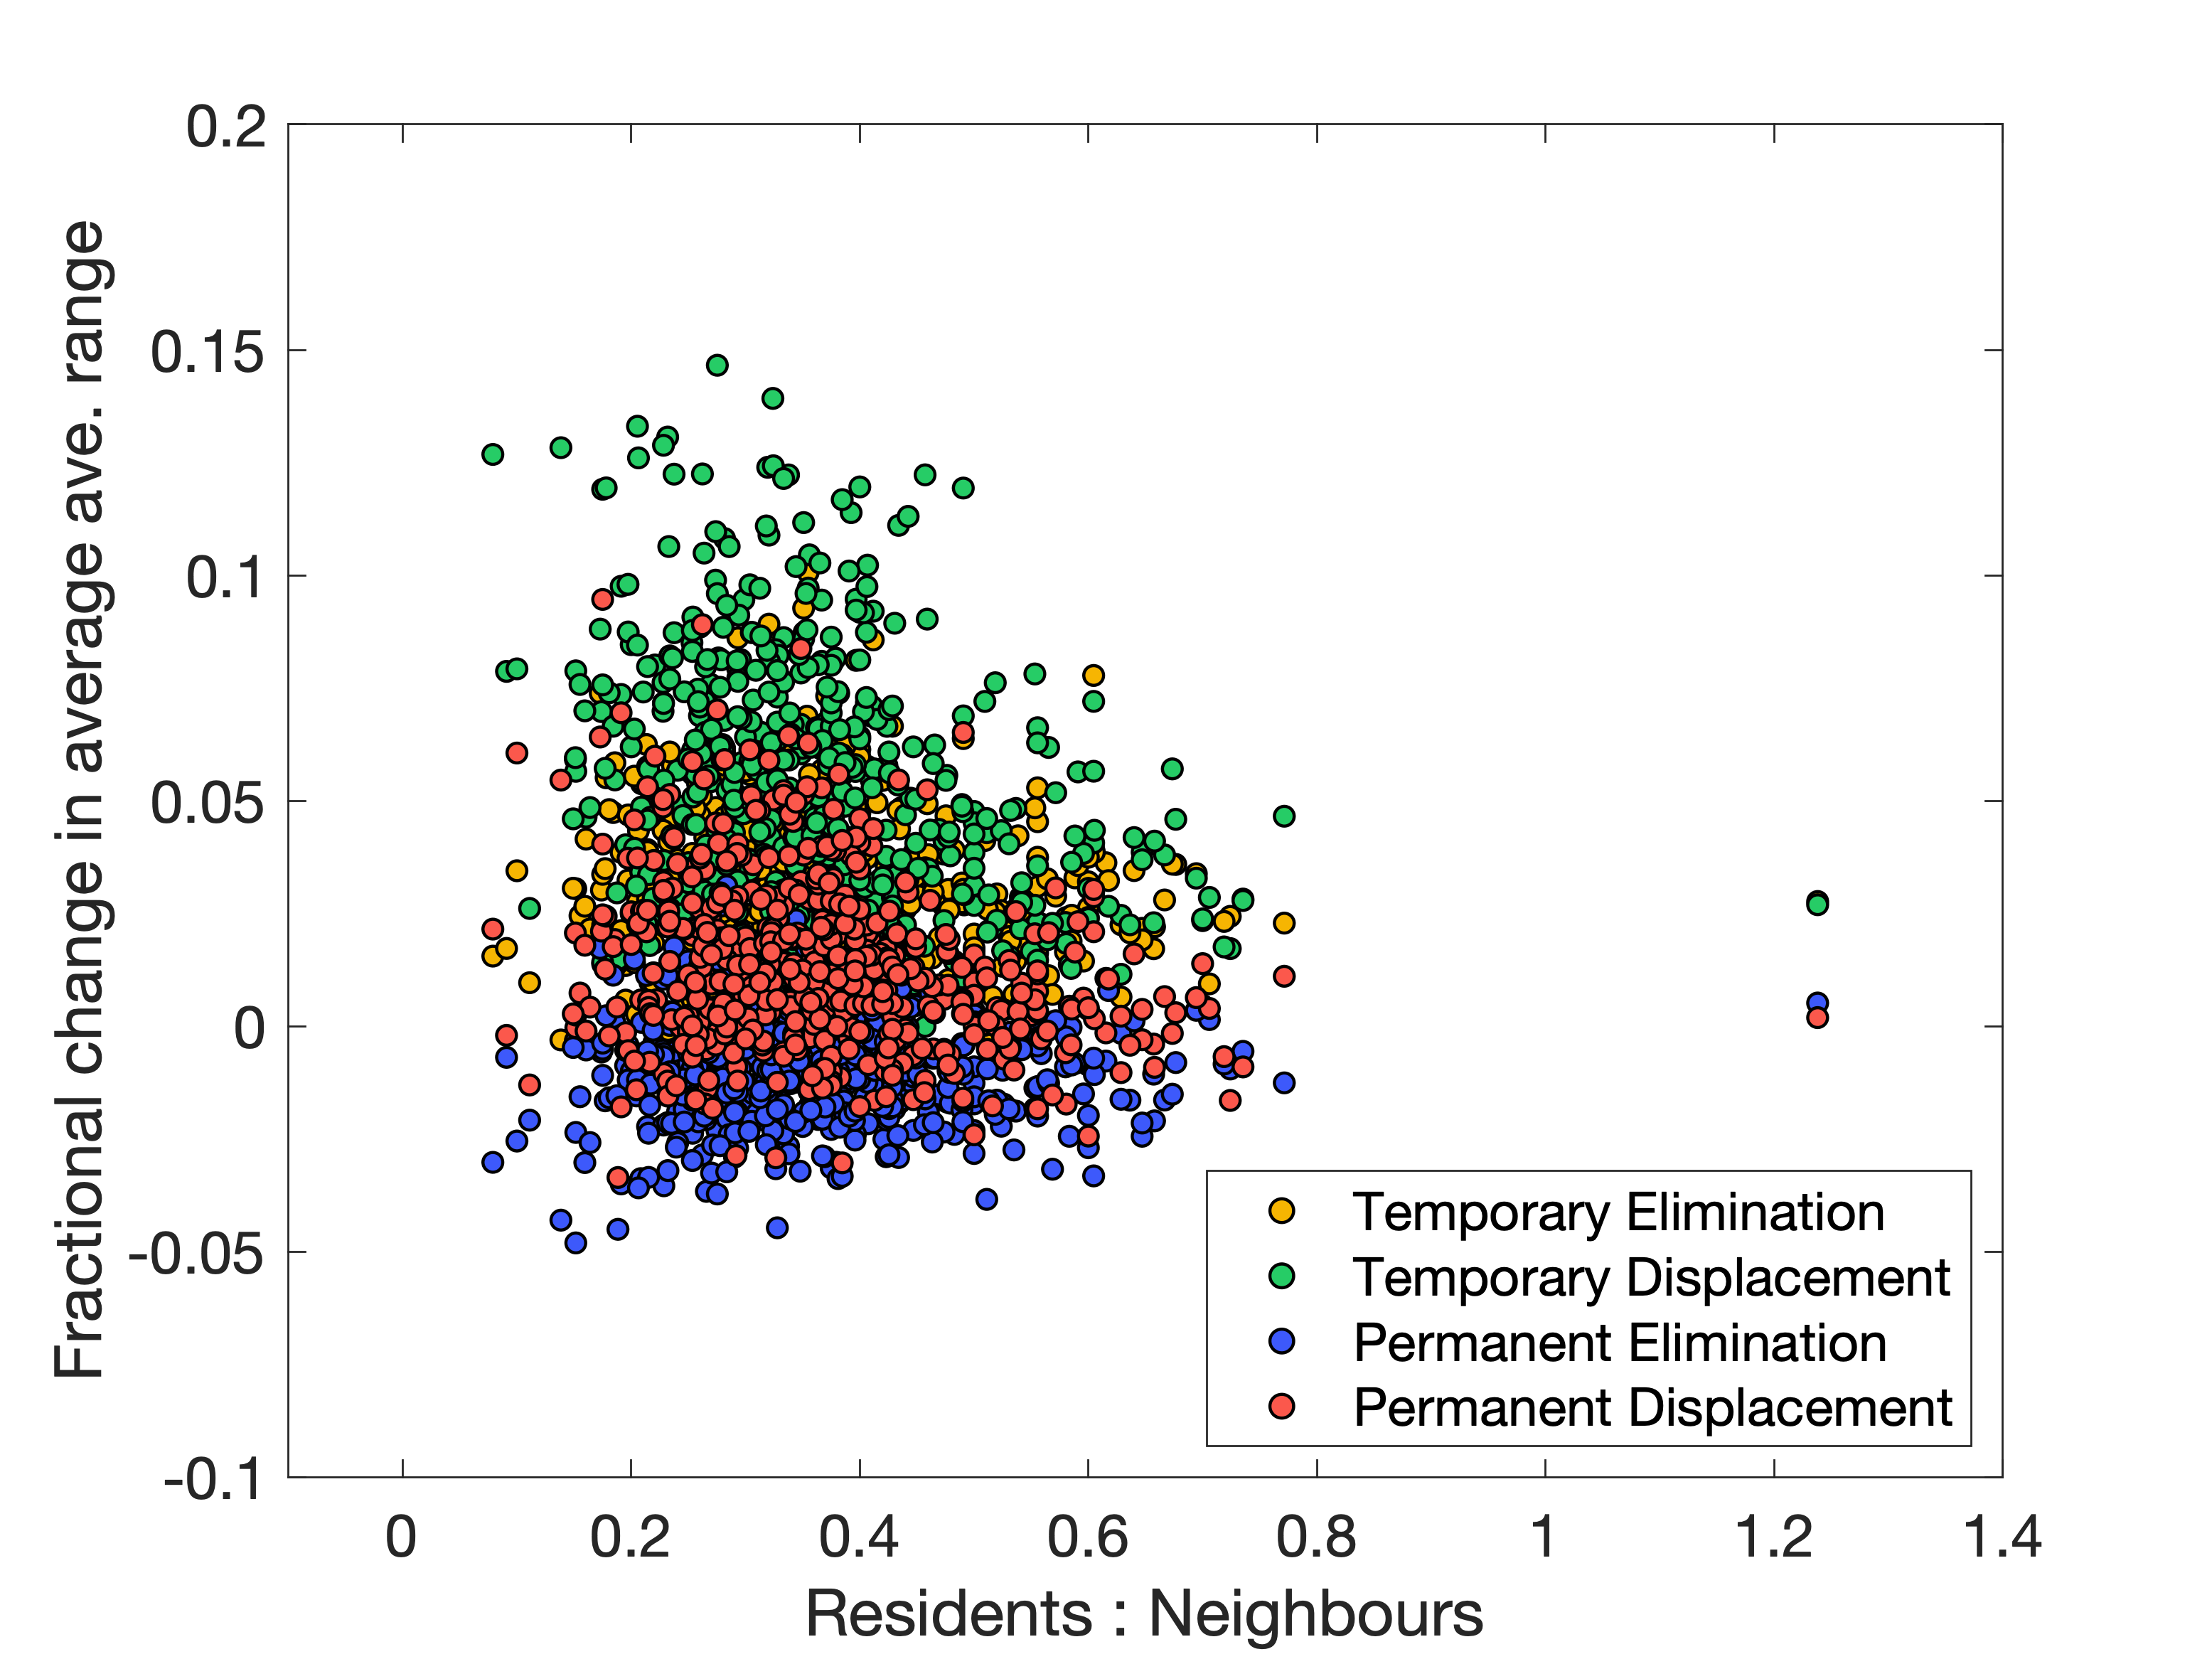 Fractional change in average ave. range
0.2
0.15
0.1
0.05
0
-0.05
-0.1
0 0.2 0.4 0.6 0.8 1 1.2 1.4
Residents : Neighbours
Temporary Elimination
Temporary Displacement
Permanent Elimination
Permanent Displacement